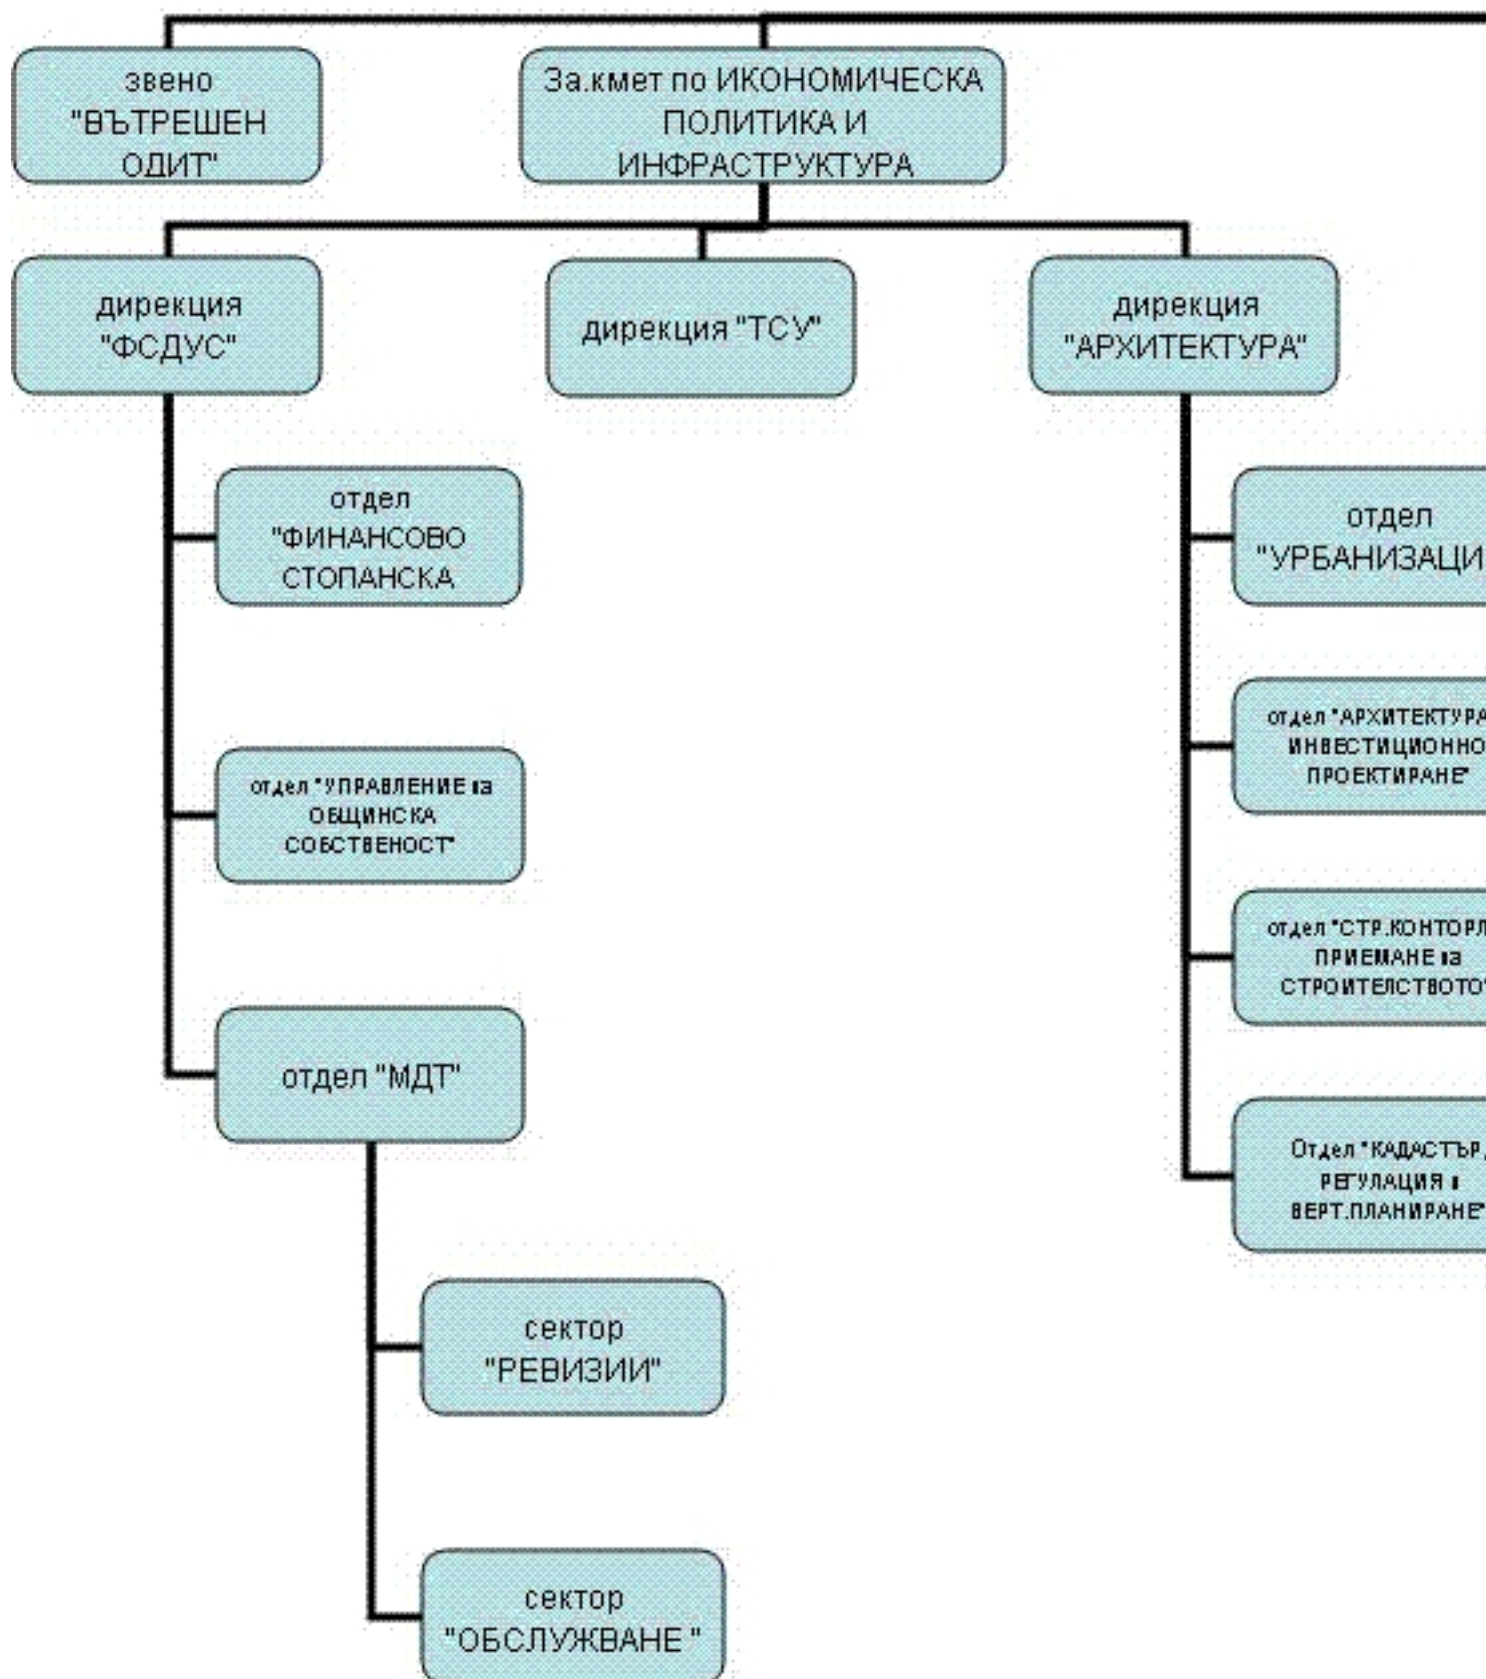 звено
"ВЪТРЕШЕН
ОДИТ"
За.кмет по ИКОНОМИЧЕСКА
ПОЛИТИКА И
ИНФРАСТРУКТУРА
дирекция
"ФСДУС"
дирекция "ТСУ"
дирекция
"АРХИТЕКТУРА"
отдел
"ФИНАНСОВО
СТОПАНСКА
отдел "УПРАВЛЕНИЕ на
ОБЩИНСКА
СОБСТВЕНОСТ"
отдел "МДТ"
сектор
"РЕВИЗИИ"
сектор
"ОБСЛУЖВАНЕ "
отдел
"УРБАНИЗАЦИ
отдел "АРХИТЕКТУРА
ИНВЕСТИЦИОННО
ПРОЕКТИРАНЕ"
отдел "СТР.КОНТОРЛ
ПРИЕМАНЕ на
СТРОИТЕЛСТВОТО"
Отдел "КАДАСТЪР,
РЕГУЛАЦИЯ и
ВЕРТ.ПЛАНИРАНЕ"